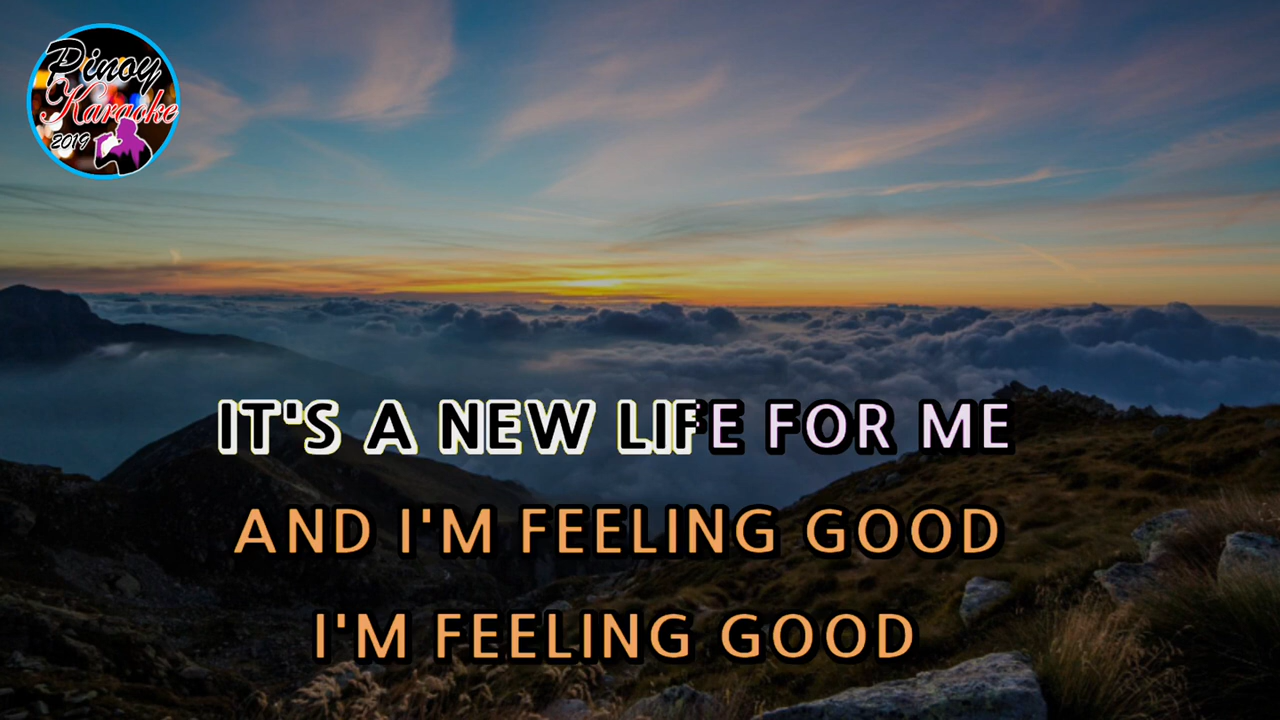 Pinoy
Karaoke
2019
IT'S A NEW LIFE FOR ME
AND I'M FEELING GOOD
I'M FEELING GOOD